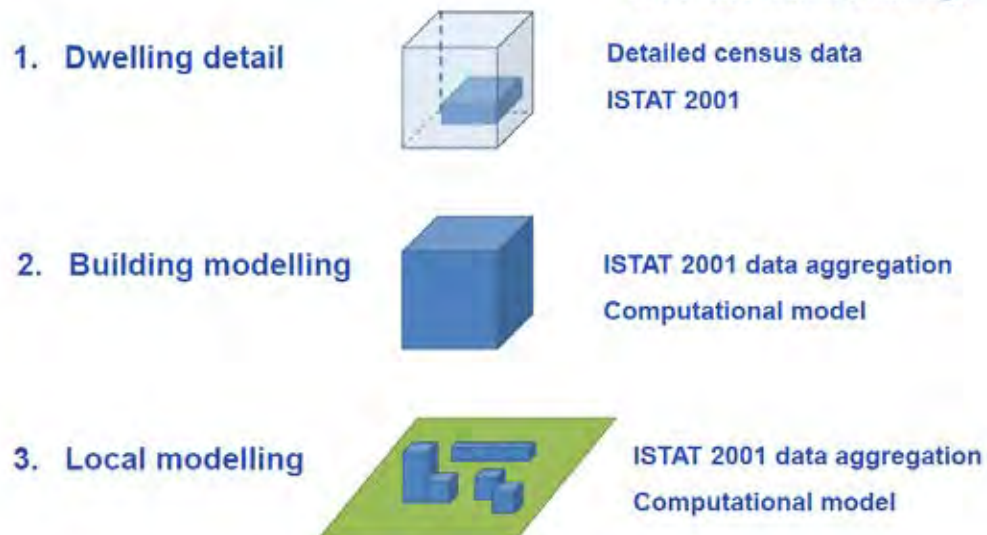 1. Dwelling detail
Detailed census data
ISTAT 2001
2. Building modelling
ISTAT 2001 data aggregation
Computational model
3. Local modelling
ISTAT 2001 data aggregation
Computational model